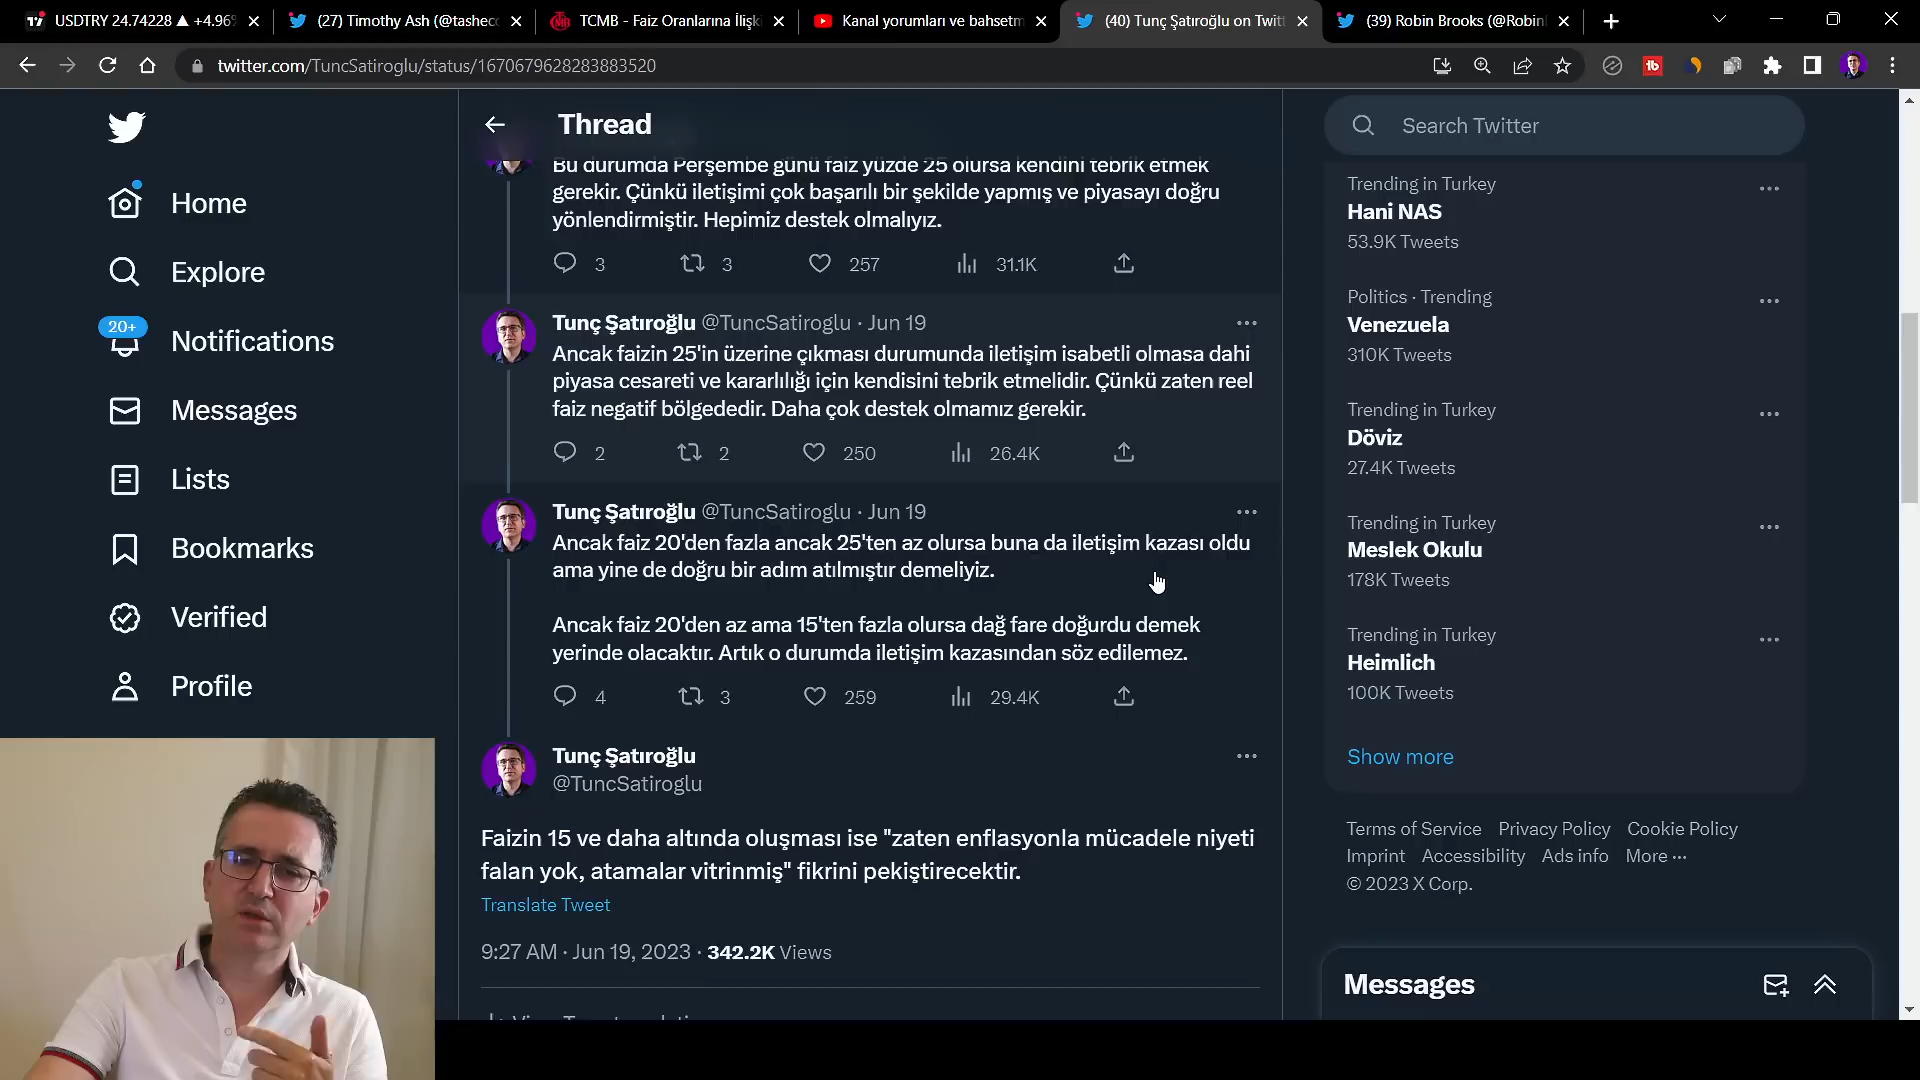 USDTRY 24.74228 ▲ +4.96%
(27) Timothy Ash (@tashecc
TCMB - Faiz Oranlarına İlişki
Kanal yorumları ve bahsetm
(40) Tunç Şatıroğlu on Twitt
(39) Robin Brooks (@RobinI
twitter.com/TuncSatiroglu/status/1670679628283883520
Home
Explore
20+
Notifications
Messages
Lists
Bookmarks
Verified
Profile
Thread
Bu durumda Perşembe günü faiz yüzde 25 olursa kendini tebrik etmek
gerekir. Çünkü iletişimi çok başarılı bir şekilde yapmış ve piyasayı doğru
yönlendirmiştir. Hepimiz destek olmalıyız.
3 3 257 31.1K
Tunç Şatıroğlu @TuncSatiroglu · Jun 19
Ancak faizin 25'in üzerine çıkması durumunda iletişim isabetli olmasa dahi
piyasa cesareti ve kararlılığı için kendisini tebrik etmelidir. Çünkü zaten reel
faiz negatif bölgededir. Daha çok destek olmamız gerekir.
2 2 250 26.4K
Tunç Şatıroğlu @TuncSatiroglu · Jun 19
Ancak faiz 20'den fazla ancak 25'ten az olursa buna da iletişim kazası oldu
ama yine de doğru bir adım atılmıştır demeliyiz.
Ancak faiz 20'den az ama 15'ten fazla olursa dağ fare doğurdu demek
yerinde olacaktır. Artık o durumda iletişim kazasından söz edilemez.
4 3 259 29.4K
Tunç Şatıroğlu
@TuncSatiroglu
Faizin 15 ve daha altında oluşması ise "zaten enflasyonla mücadele niyeti
falan yok, atamalar vitrinmiş" fikrini pekiştirecektir.
Translate Tweet
9:27 AM · Jun 19, 2023 · 342.2K Views
Search Twitter
Trending in Turkey
Hani NAS
53.9K Tweets
Politics · Trending
Venezuela
310K Tweets
Trending in Turkey
Döviz
27.4K Tweets
Trending in Turkey
Meslek Okulu
178K Tweets
Trending in Turkey
Heimlich
100K Tweets
Show more
Terms of Service Privacy Policy Cookie Policy
Imprint Accessibility Ads info More ···
© 2023 X Corp.
Messages